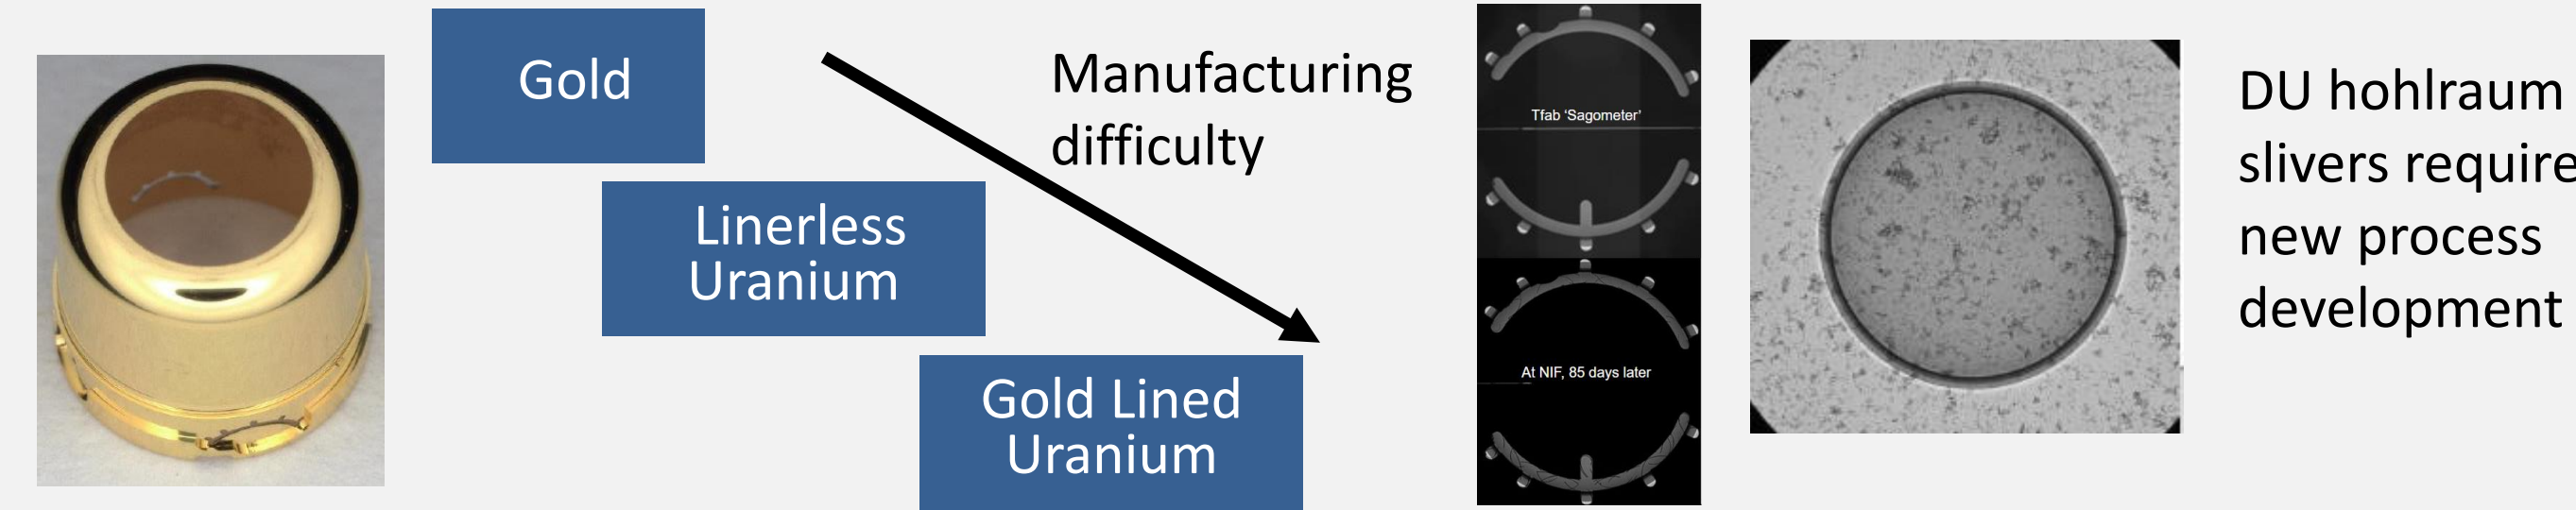 Gold
Linerless
Uranium
Gold Lined
Uranium
Manufacturing
difficulty
Tfab ‘Sagometer’
At NIF, 85 days later
DU hohlraum
slivers require
new process
development